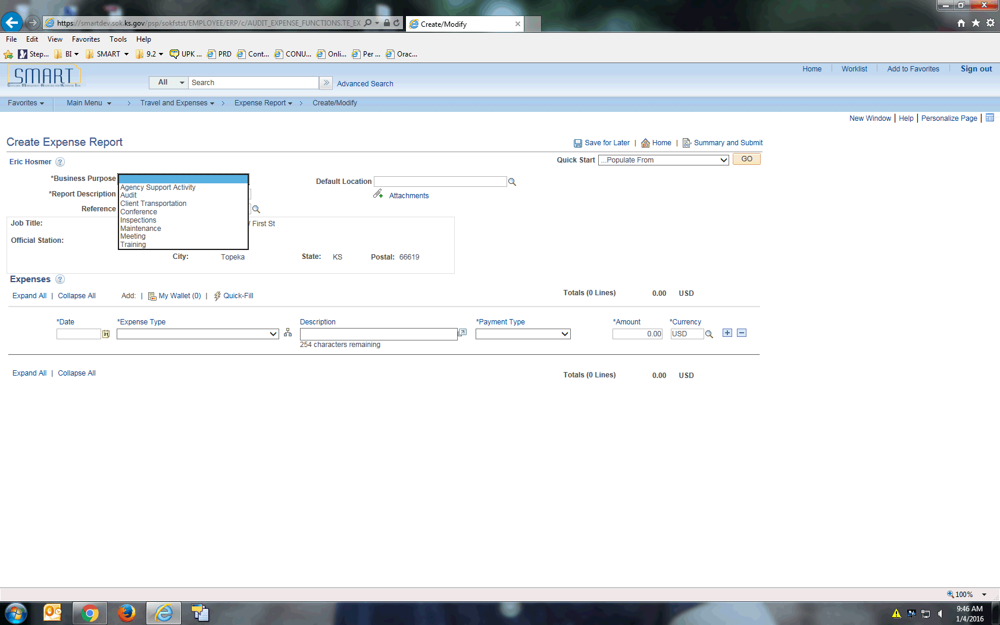 https://smartdev.sok.ks.gov/psp/sokfstst/EMPLOYEE/ERP/c/AUDIT_EXPENSE_FUNCTIONS.TE_EX
Create/Modify
File Edit View Favorites Tools Help
Step... BI SMART 9.2 UPK ... PRD Cont... CONU... Onli... Per ... Orac...
SMART
Home Worklist Add to Favorites Sign out
All Search Advanced Search
Favorites Main Menu > Travel and Expenses > Expense Report > Create/Modify
New Window | Help | Personalize Page |
Create Expense Report
Save for Later | Home | Summary and Submit
Eric Hosmer ?
Quick Start ...Populate From GO
*Business Purpose
Default Location
Agency Support Activity
*Report Description
Audit
Attachments
Client Transportation
Reference
Conference
Inspections
Maintenance
Meeting
Training
Job Title: / First St
Official Station:
City: Topeka State: KS Postal: 66619
Expenses ?
Expand All | Collapse All Add: | My Wallet (0) | Quick-Fill
Totals (0 Lines) 0.00 USD
*Date *Expense Type Description *Payment Type *Amount *Currency
31 0.00 USD
254 characters remaining
Expand All | Collapse All
Totals (0 Lines) 0.00 USD
100%
9:46 AM
1/4/2016